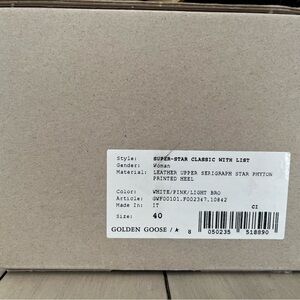 Style: SUPER-STAR CLASSIC WITH LIST
Gender: Woman
Material: LEATHER UPPER SERIGRAPH STAR PHYTON
PRINTED HEEL
Color: WHITE/PINK/LIGHT BRO
Article: GWF00101.F002347.10842
Made In: IT
CI
Size: 40
GOLDEN GOOSE / ★ 8 050235 518890